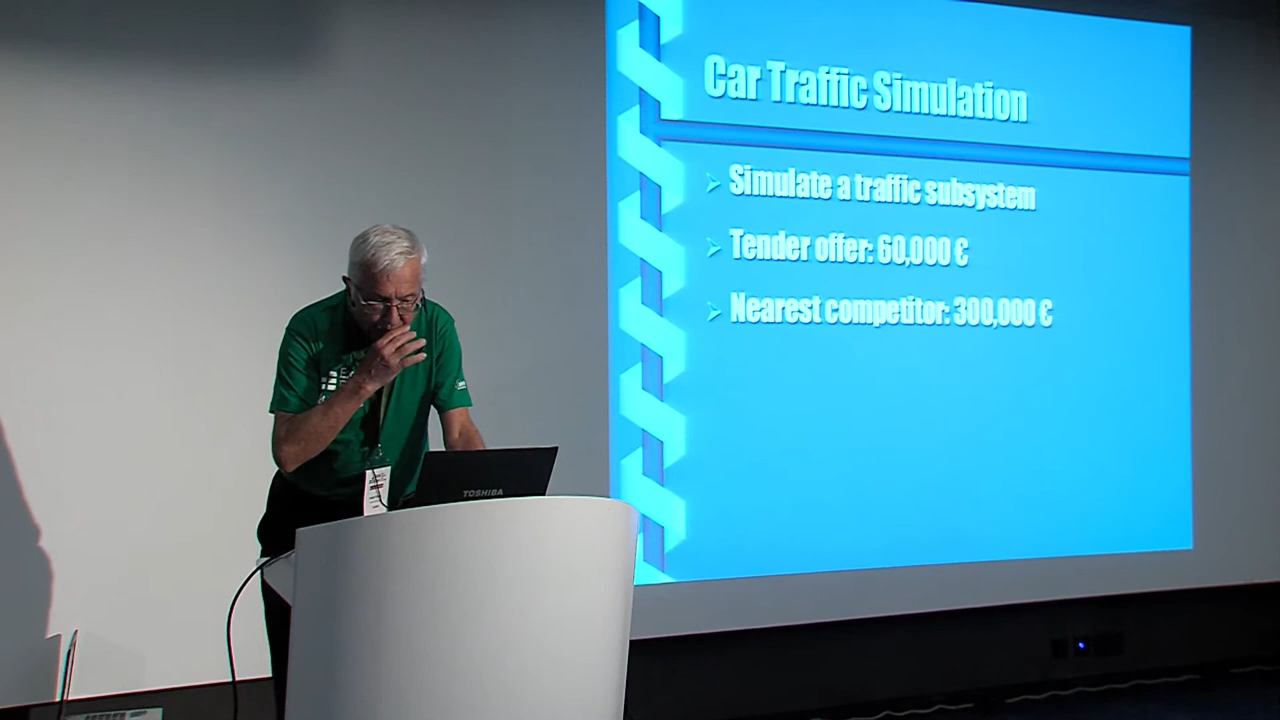 Car Traffic Simulation
Simulate a traffic subsystem
Tender offer: 60,000 €
Nearest competitor: 300,000 €
TOSHIBA